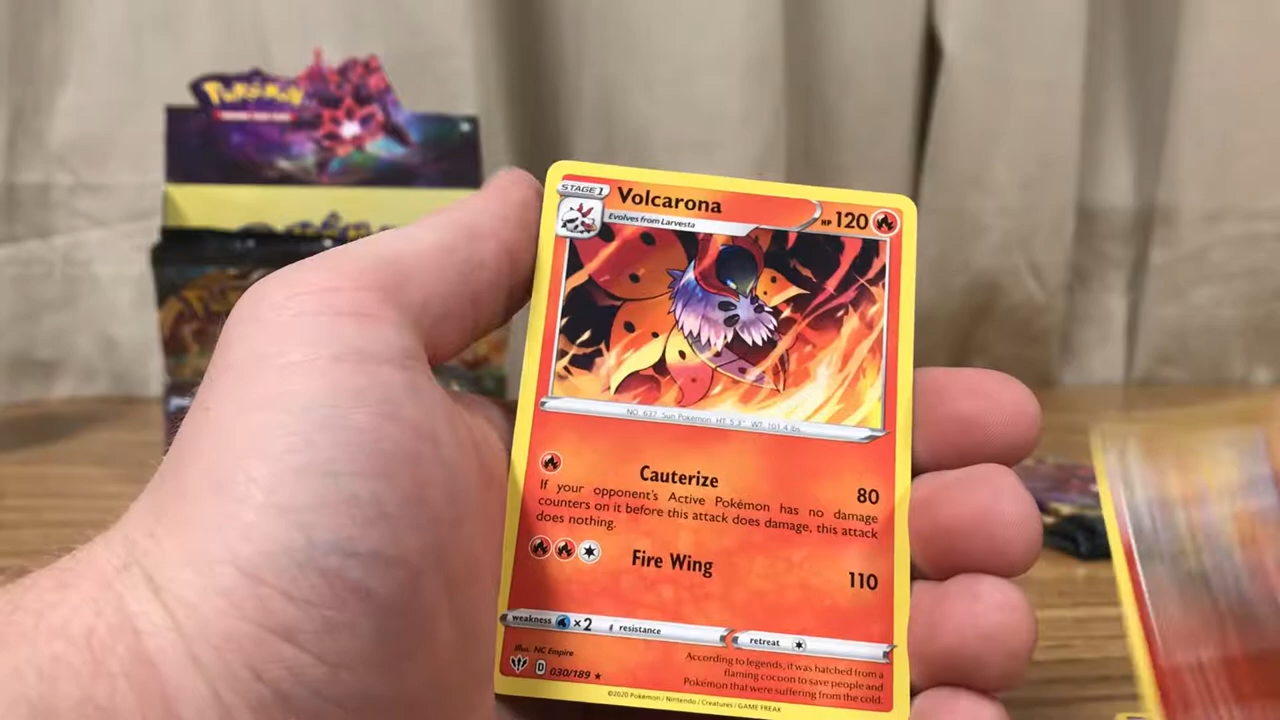 Pokémon
STAGE 1
Volcarona
HP 120
Evolves from Larvesta
NO. 637 Sun Pokémon HT: 5'3" WT: 101.4 lbs.
Cauterize 80
If your opponent's Active Pokémon has no damage
counters on it before this attack does damage, this attack
does nothing.
Fire Wing 110
weakness ×2 resistance retreat
Illus. NC Empire
D 030/189 ★
According to legends, it was hatched from a
flaming cocoon to save people and
Pokémon that were suffering from the cold.
©2020 Pokémon / Nintendo / Creatures / GAME FREAK